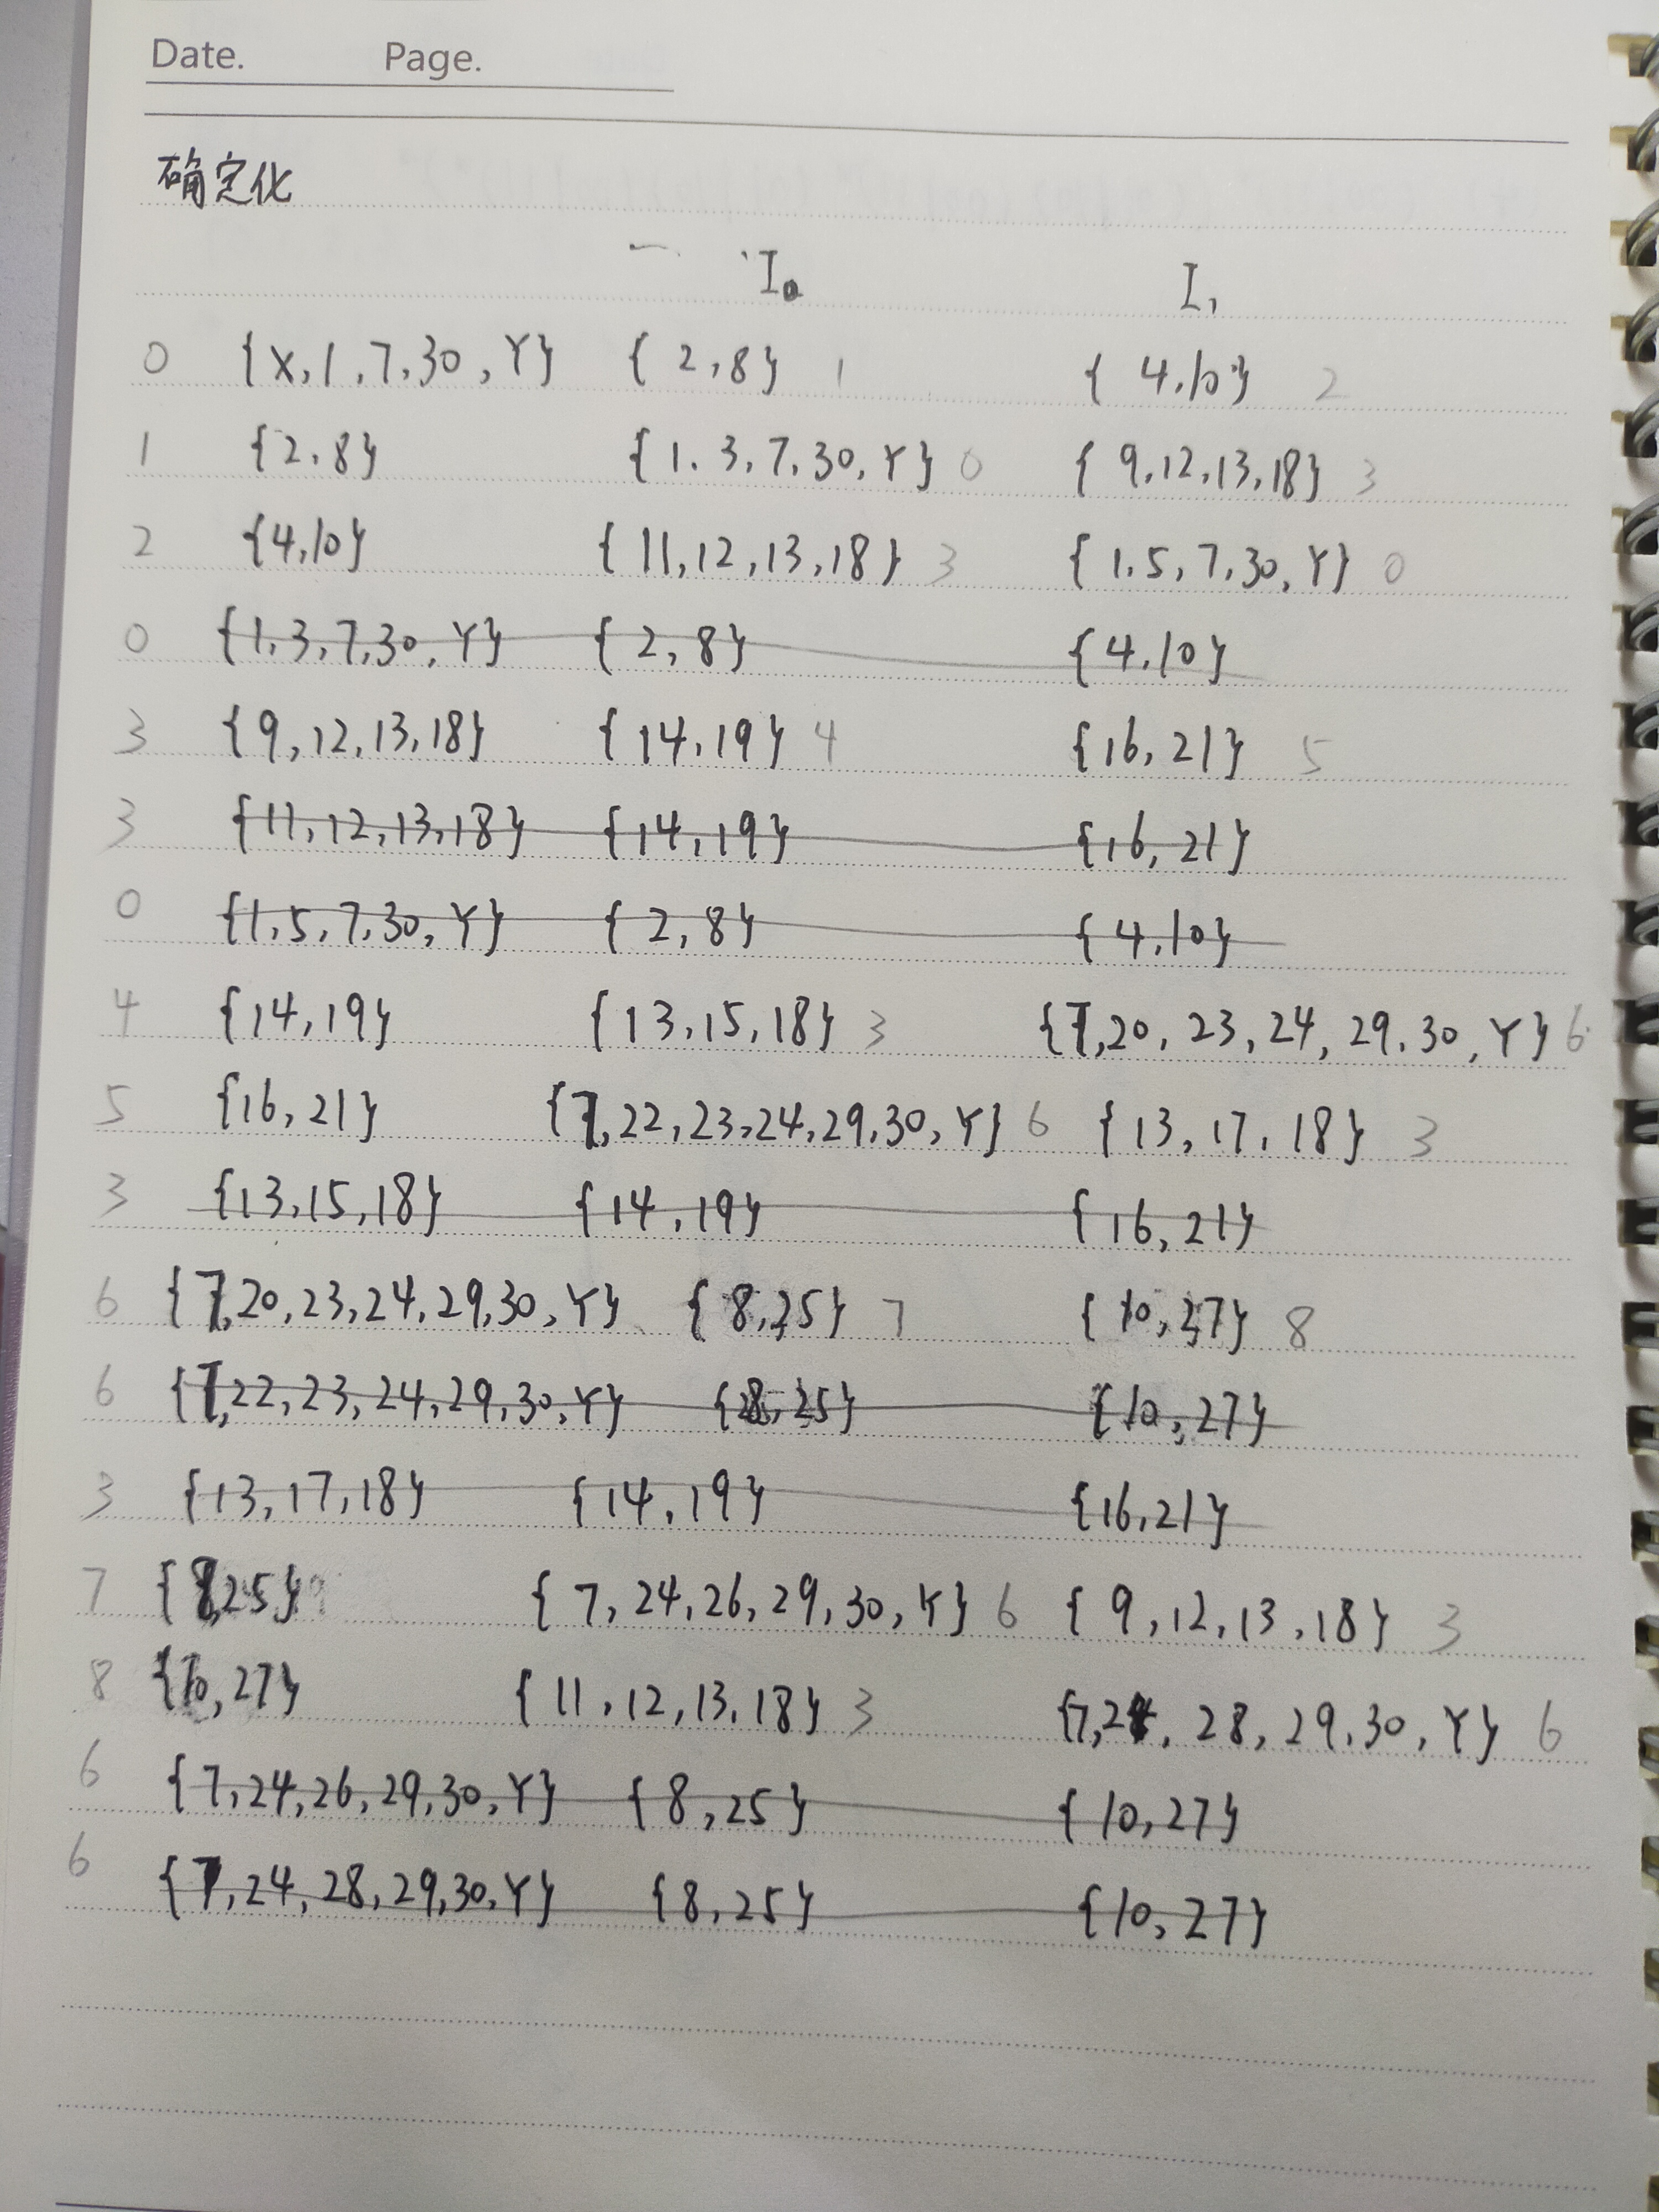 Date. Page.
确定化
I₀ I₁
0 {X,1,7,30,Y} {2,8} 1 {4,10} 2
1 {2,8} {1,3,7,30,Y} 0 {9,12,13,18} 3
2 {4,10} {11,12,13,18} 3 {1,5,7,30,Y} 0
0 {1,3,7,30,Y} {2,8} {4,10}
3 {9,12,13,18} {14,19} 4 {16,21} 5
3 {11,12,13,18} {14,19} {16,21}
0 {1,5,7,30,Y} {2,8} {4,10}
4 {14,19} {13,15,18} 3 {7,20,23,24,29,30,Y} 6
5 {16,21} {7,22,23,24,29,30,Y} 6 {13,17,18} 3
3 {13,15,18} {14,19} {16,21}
6 {7,20,23,24,29,30,Y} {8,25} 7 {10,27} 8
6 {7,22,23,24,29,30,Y} {8,25} {10,27}
3 {13,17,18} {14,19} {16,21}
7 {8,25} {7,24,26,29,30,Y} 6 {9,12,13,18} 3
8 {10,27} {11,12,13,18} 3 {7,24,28,29,30,Y} 6
6 {7,24,26,29,30,Y} {8,25} {10,27}
6 {7,24,28,29,30,Y} {8,25} {10,27}